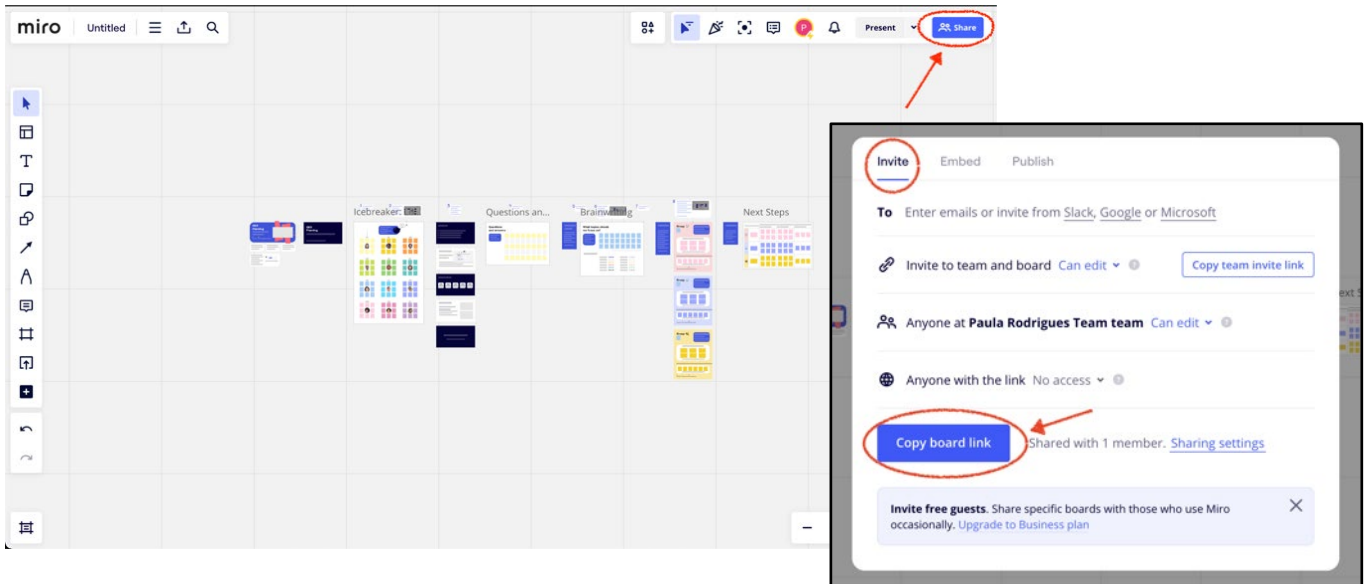 miro Untitled
Present Share
Icebreaker:
Questions an...
Brainwriting
Next Steps
Invite Embed Publish
To Enter emails or invite from Slack, Google or Microsoft
Invite to team and board Can edit Copy team invite link
Anyone at Paula Rodrigues Team team Can edit
Anyone with the link No access
Copy board link Shared with 1 member. Sharing settings
Invite free guests. Share specific boards with those who use Miro
occasionally. Upgrade to Business plan